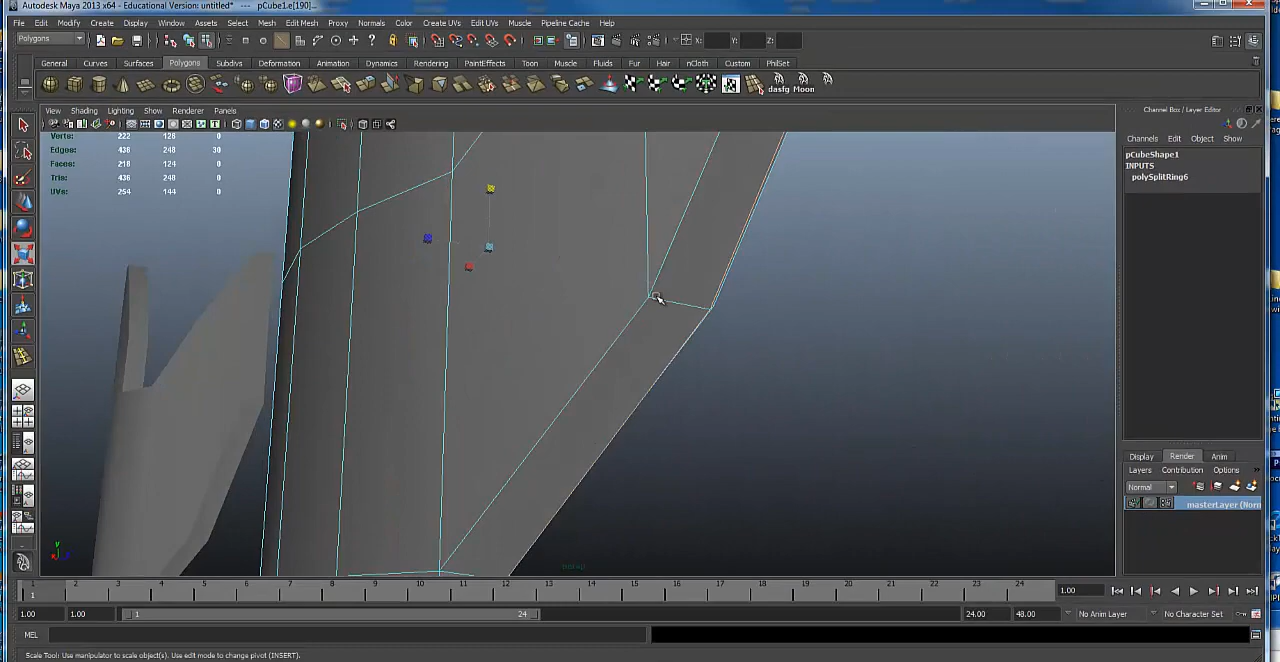 Autodesk Maya 2013 x64 - Educational Version: untitled* --- pCube1.e[190]...
File Edit Modify Create Display Window Assets Select Mesh Edit Mesh Proxy Normals Color Create UVs Edit UVs Muscle Pipeline Cache Help
Polygons X: Y: Z:
General Curves Surfaces Polygons Subdivs Deformation Animation Dynamics Rendering PaintEffects Toon Muscle Fluids Fur Hair nCloth Custom PhilSet
dasfg Moon
View Shading Lighting Show Renderer Panels
Channel Box / Layer Editor
Verts: 222 126 0
Edges: 436 248 30
Faces: 218 124 0
Tris: 436 248 0
UVs: 254 144 0
Channels Edit Object Show
pCubeShape1
INPUTS
polySplitRing6
Display Render Anim
Layers Contribution Options
Normal
masterLayer (Norm
persp
1 2 3 4 5 6 7 8 9 10 11 12 13 14 15 16 17 18 19 20 21 22 23 24
1 1.00
1.00 1.00 1 24 24.00 48.00 No Anim Layer No Character Set
MEL
Scale Tool: Use manipulator to scale object(s). Use edit mode to change pivot (INSERT).